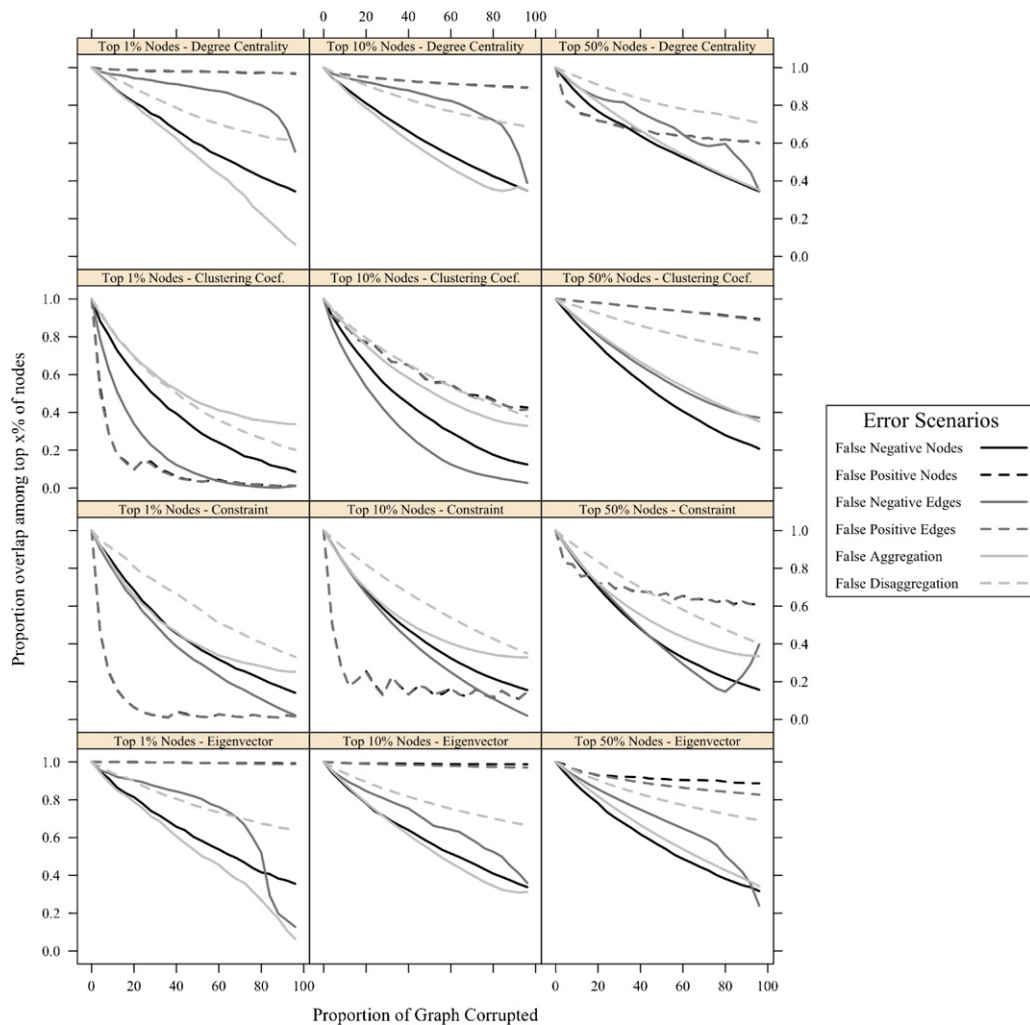 0 20 40 60 80 100
Top 1% Nodes - Degree Centrality
Top 10% Nodes - Degree Centrality
Top 50% Nodes - Degree Centrality
1.0
0.8
0.6
0.4
0.2
0.0
Top 1% Nodes - Clustering Coef.
Top 10% Nodes - Clustering Coef.
Top 50% Nodes - Clustering Coef.
1.0
0.8
0.6
0.4
0.2
0.0
Proportion overlap among top x% of nodes
Top 1% Nodes - Constraint
Top 10% Nodes - Constraint
Top 50% Nodes - Constraint
1.0
0.8
0.6
0.4
0.2
0.0
Top 1% Nodes - Eigenvector
Top 10% Nodes - Eigenvector
Top 50% Nodes - Eigenvector
1.0
0.8
0.6
0.4
0.2
0.0
0 20 40 60 80 100
0 20 40 60 80 100
Proportion of Graph Corrupted
Error Scenarios
False Negative Nodes
False Positive Nodes
False Negative Edges
False Positive Edges
False Aggregation
False Disaggregation